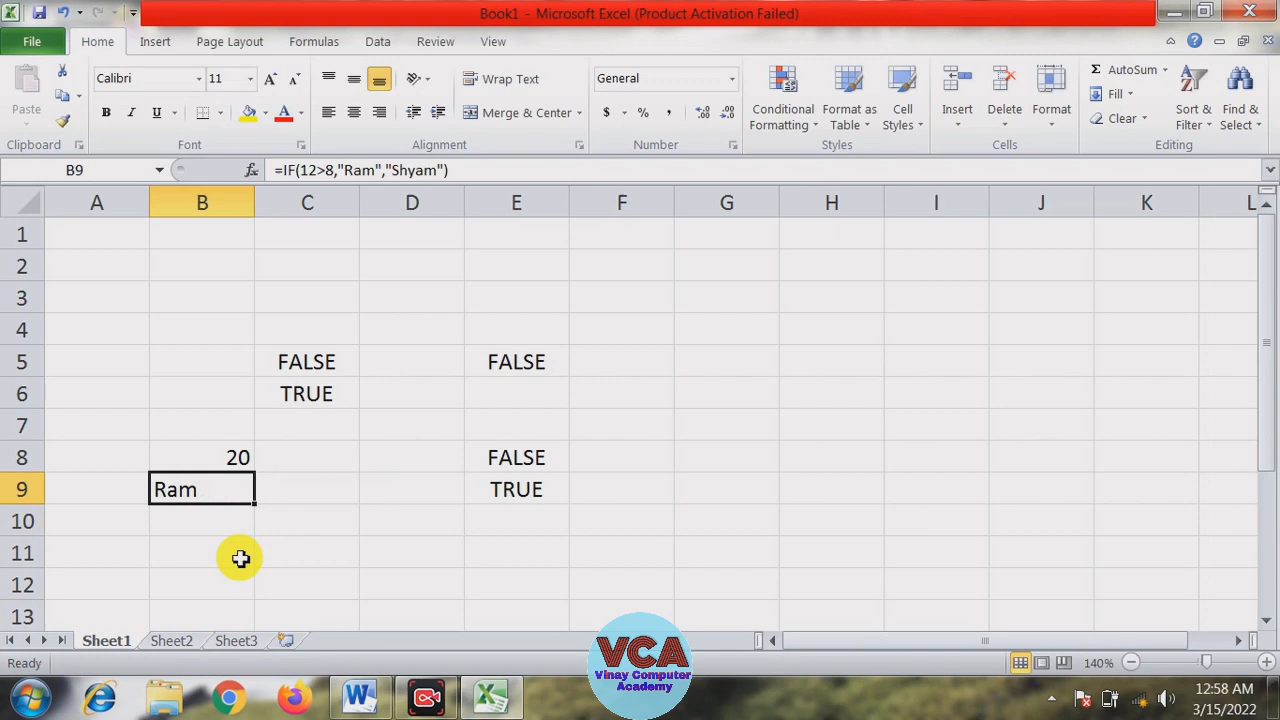 Book1 - Microsoft Excel (Product Activation Failed)
File Home Insert Page Layout Formulas Data Review View
Paste
Calibri 11
Wrap Text
General
Merge & Center
Conditional Formatting
Format as Table
Cell Styles
Insert
Delete
Format
AutoSum
Fill
Clear
Sort & Filter
Find & Select
Clipboard Font Alignment Number Styles Cells Editing
B9 fx =IF(12>8,"Ram","Shyam")
A B C D E F G H I J K L
1
2
3
4
5 FALSE FALSE
6 TRUE
7
8 20 FALSE
9 Ram TRUE
10
11
12
13
Sheet1 Sheet2 Sheet3
Ready 140%
VCA
Vinay Computer
Academy
12:58 AM
3/15/2022